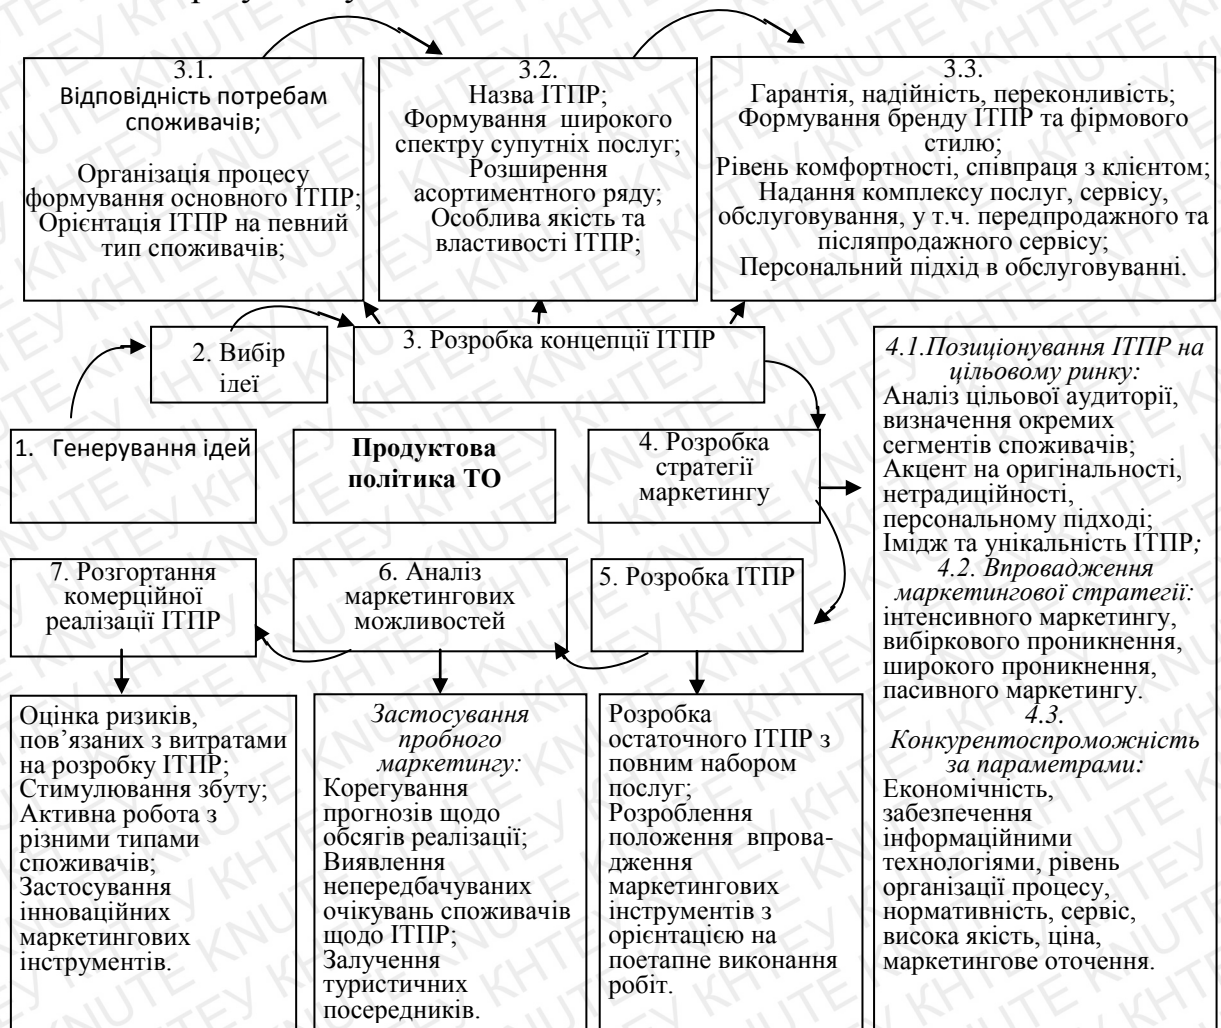 3.1.
Відповідність потребам
споживачів;
Організація процесу
формування основного ІТПР;
Орієнтація ІТПР на певний
тип споживачів;
3.2.
Назва ІТПР;
Формування широкого
спектру супутніх послуг;
Розширення
асортиментного ряду;
Особлива якість та
властивості ІТПР;
3.3.
Гарантія, надійність, переконливість;
Формування бренду ІТПР та фірмового
стилю;
Рівень комфортності, співпраця з клієнтом;
Надання комплексу послуг, сервісу,
обслуговування, у т.ч. передпродажного та
післяпродажного сервісу;
Персональний підхід в обслуговуванні.
2. Вибір
ідеї
3. Розробка концепції ІТПР
1. Генерування ідей
Продуктова
політика ТО
4. Розробка
стратегії
маркетингу
4.1.Позиціонування ІТПР на
цільовому ринку:
Аналіз цільової аудиторії,
визначення окремих
сегментів споживачів;
Акцент на оригінальності,
нетрадиційності,
персональному підході;
Імідж та унікальність ІТПР;
4.2. Впровадження
маркетингової стратегії:
інтенсивного маркетингу,
вибіркового проникнення,
широкого проникнення,
пасивного маркетингу.
4.3.
Конкурентоспроможність
за параметрами:
Економічність,
забезпечення
інформаційними
технологіями, рівень
організації процесу,
нормативність, сервіс,
висока якість, ціна,
маркетингове оточення.
7. Розгортання
комерційної
реалізації ІТПР
6. Аналіз
маркетингових
можливостей
5. Розробка ІТПР
Оцінка ризиків,
пов’язаних з витратами
на розробку ІТПР;
Стимулювання збуту;
Активна робота з
різними типами
споживачів;
Застосування
інноваційних
маркетингових
інструментів.
Застосування
пробного
маркетингу:
Корегування
прогнозів щодо
обсягів реалізації;
Виявлення
непередбачуваних
очікувань споживачів
щодо ІТПР;
Залучення
туристичних
посередників.
Розробка
остаточного ІТПР з
повним набором
послуг;
Розроблення
положення впрова-
дження
маркетингових
інструментів з
орієнтацією на
поетапне виконання
робіт.